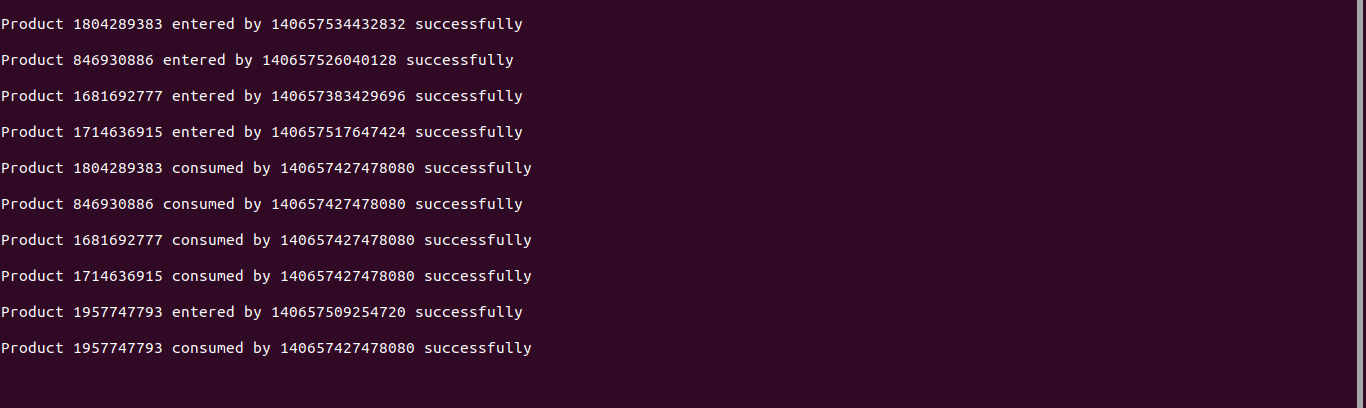 Product 1804289383 entered by 140657534432832 successfully
Product 846930886 entered by 140657526040128 successfully
Product 1681692777 entered by 140657383429696 successfully
Product 1714636915 entered by 140657517647424 successfully
Product 1804289383 consumed by 140657427478080 successfully
Product 846930886 consumed by 140657427478080 successfully
Product 1681692777 consumed by 140657427478080 successfully
Product 1714636915 consumed by 140657427478080 successfully
Product 1957747793 entered by 140657509254720 successfully
Product 1957747793 consumed by 140657427478080 successfully